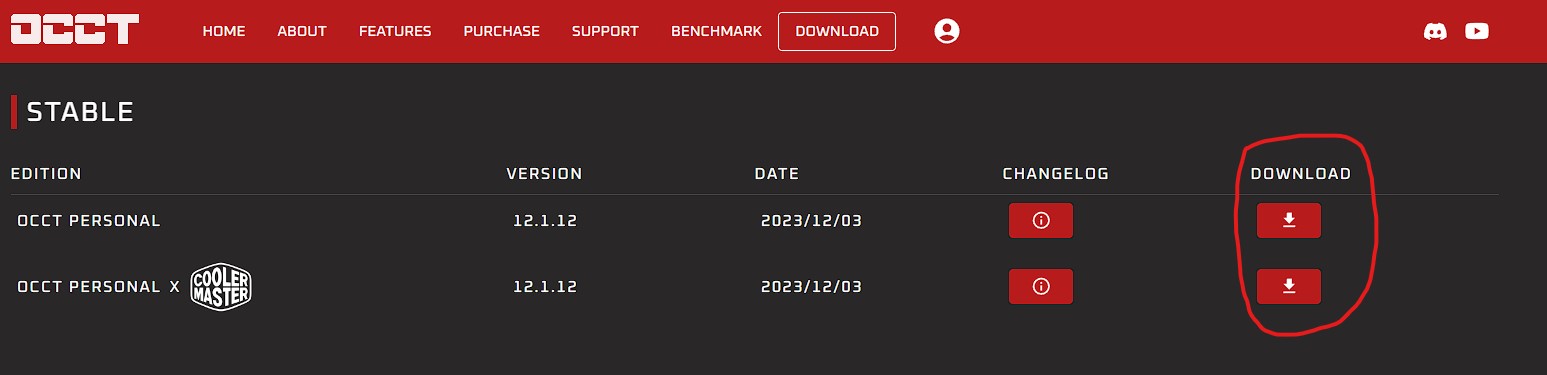 OCCT HOME ABOUT FEATURES PURCHASE SUPPORT BENCHMARK DOWNLOAD
STABLE
EDITION VERSION DATE CHANGELOG DOWNLOAD
OCCT PERSONAL 12.1.12 2023/12/03
OCCT PERSONAL X COOLER MASTER 12.1.12 2023/12/03